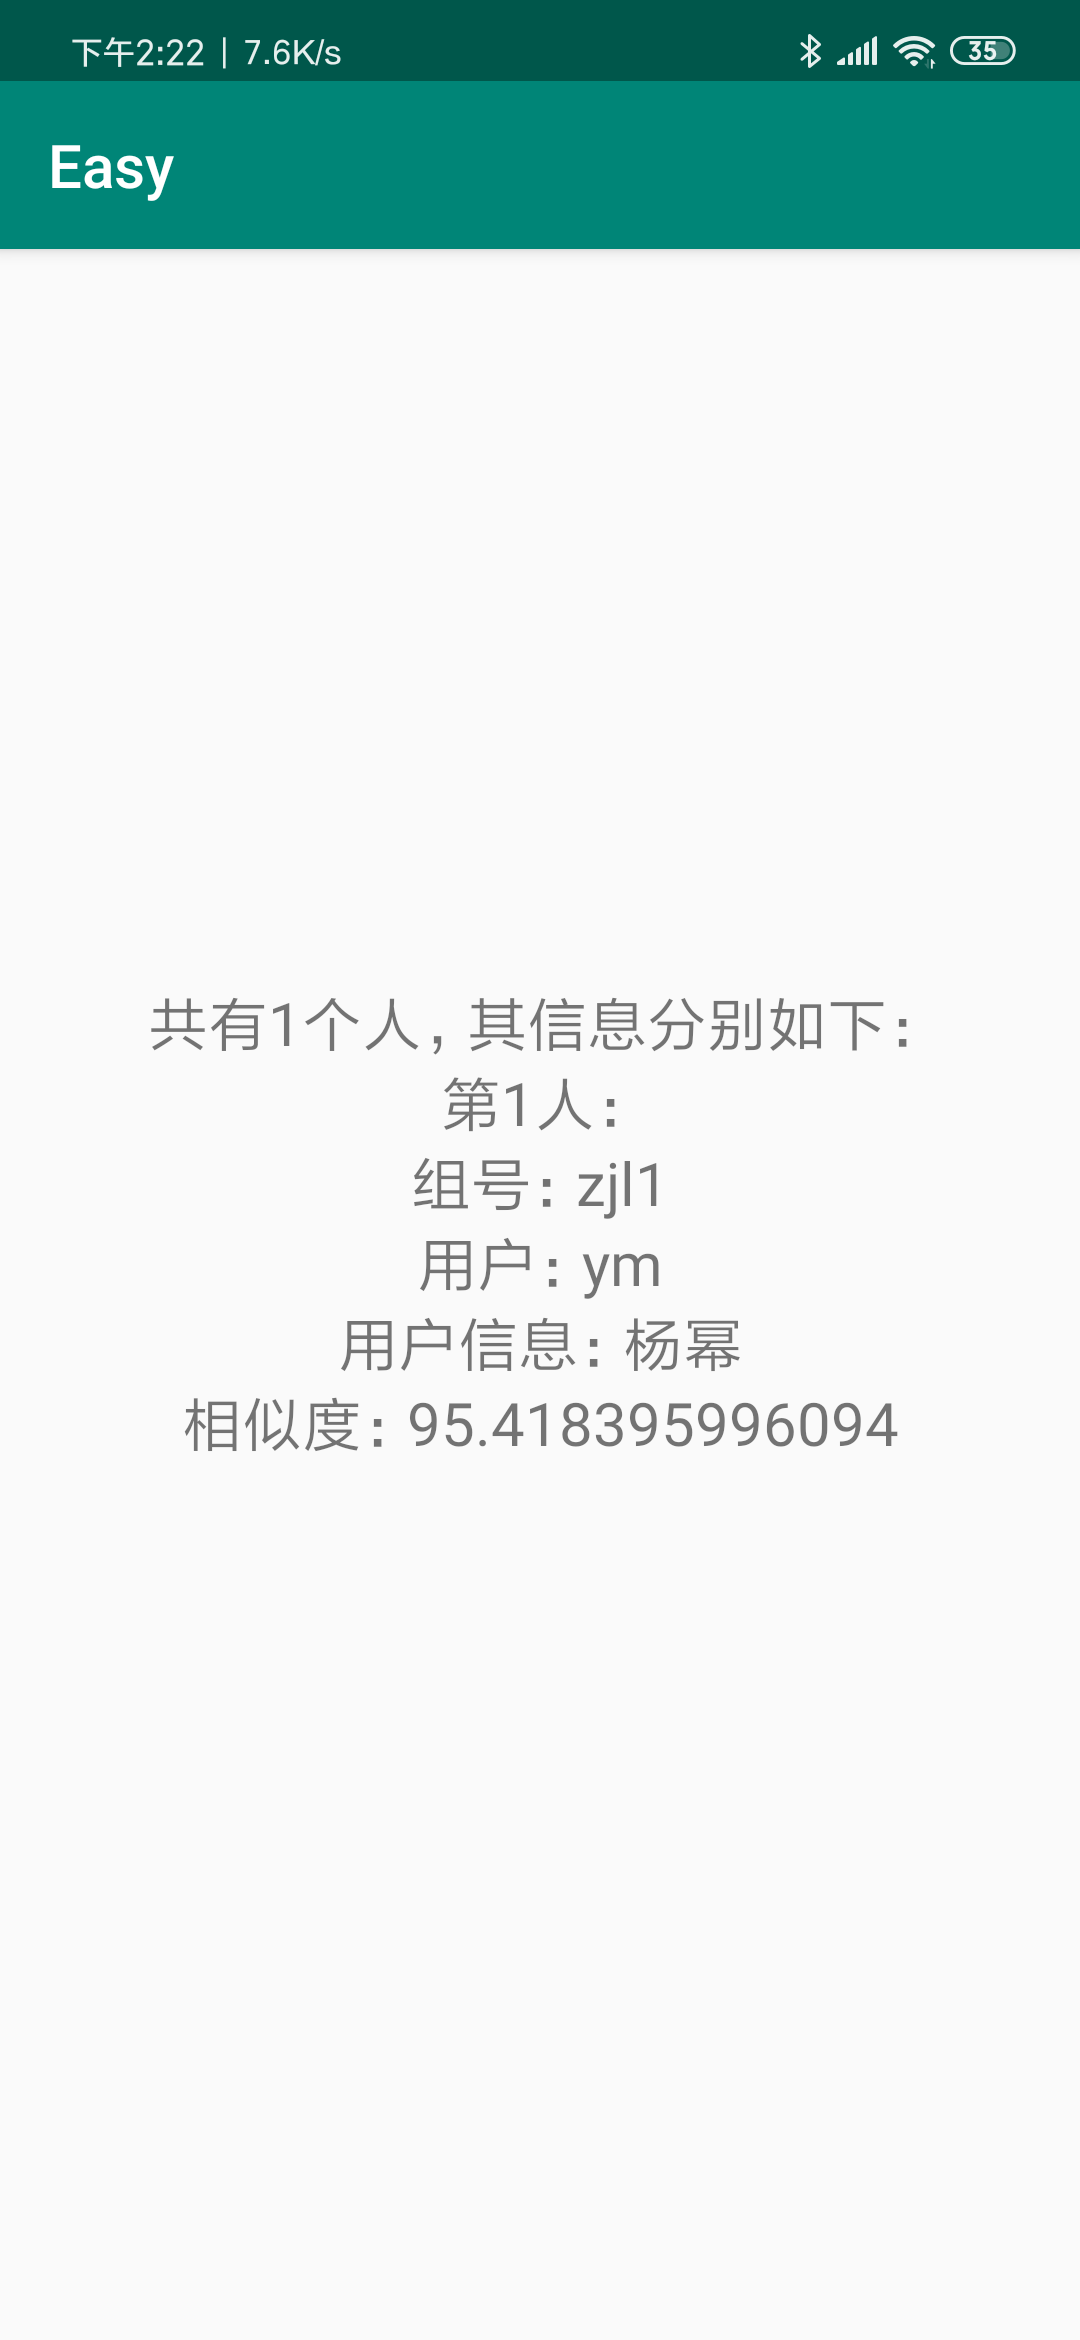 下午2:22 | 7.6K/s 35
Easy
共有1个人，其信息分别如下：
第1人：
组号：zjl1
用户：ym
用户信息：杨幂
相似度：95.418395996094